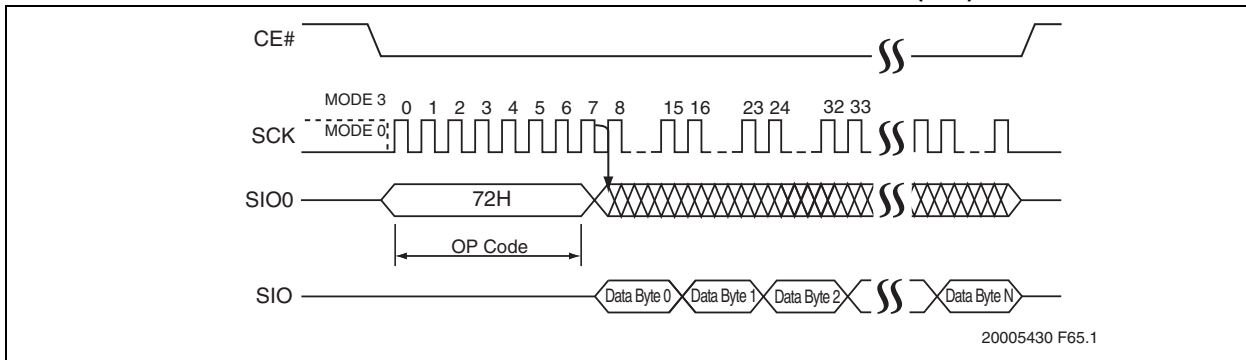 CE#
MODE 3
0 1 2 3 4 5 6 7 8 15 16 23 24 32 33
SCK
MODE 0
SIO0
72H
OP Code
SIO
Data Byte 0 Data Byte 1 Data Byte 2 Data Byte N
20005430 F65.1